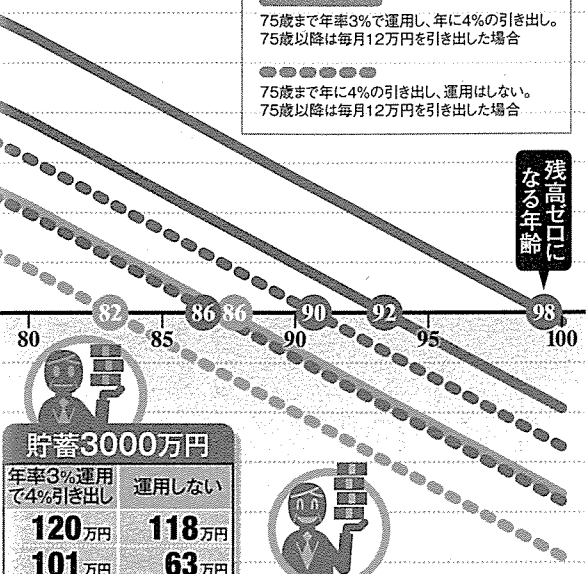 75歳まで年率3%で運用し、年に4%の引き出し。
75歳以降は毎月12万円を引き出した場合
75歳まで年に4%の引き出し、運用はしない。
75歳以降は毎月12万円を引き出した場合
残高ゼロに
なる年齢
82 86 86 90 92 98
80 85 90 95 100
貯蓄3000万円
年率3%運用
で4%引き出し
運用しない
120万円 118万円
101万円 63万円